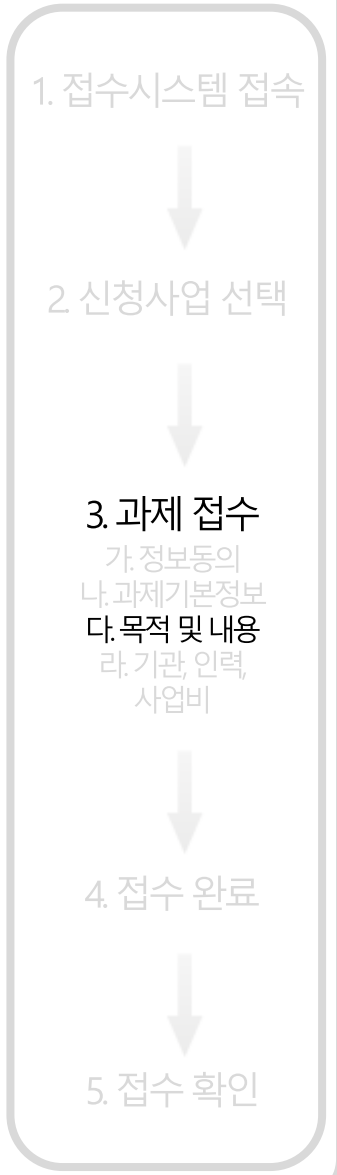 1. 접수시스템 접속
2. 신청사업 선택
3. 과제 접수
가. 정보동의
나. 과제기본정보
다. 목적 및 내용
라. 기관, 인력,
사업비
4. 접수 완료
5. 접수 확인